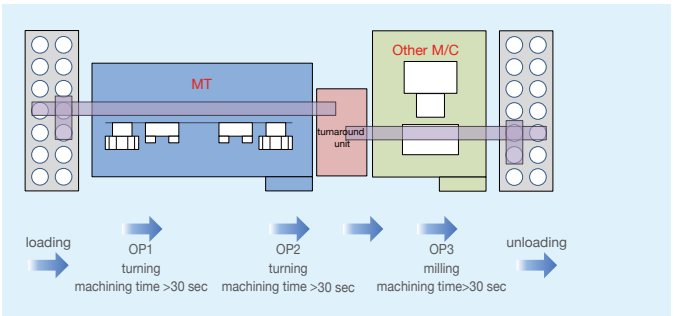 Other M/C
MT
turnaround
unit
loading
OP1
turning
machining time >30 sec
OP2
turning
machining time >30 sec
OP3
milling
machining time>30 sec
unloading